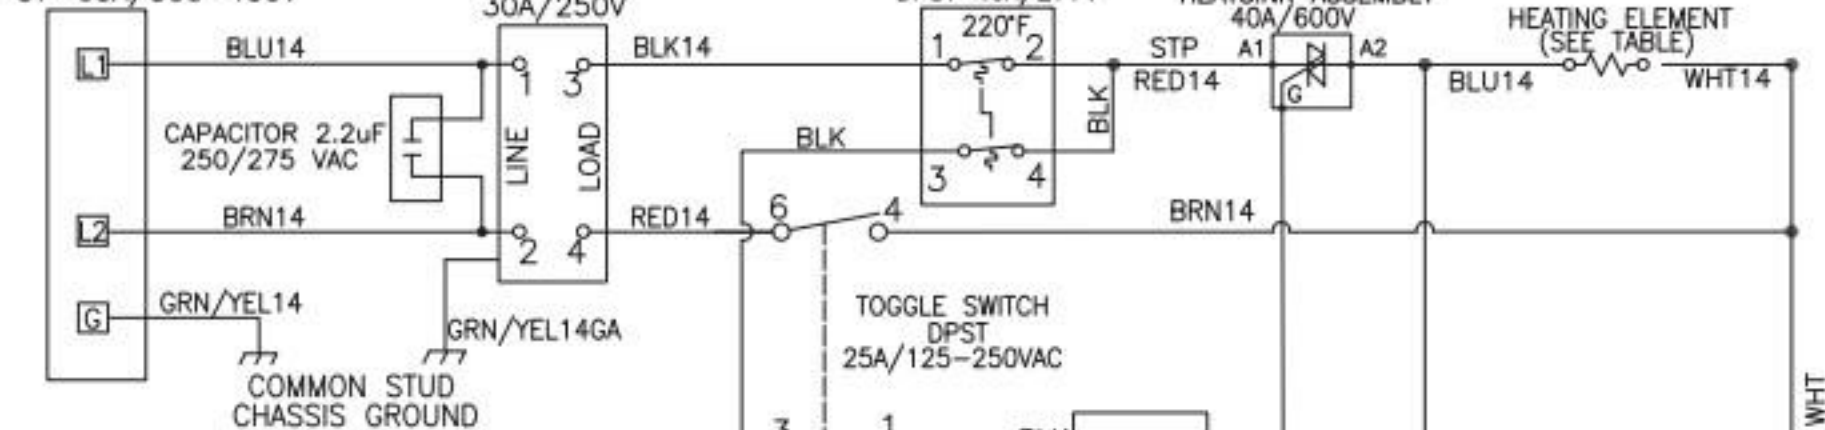 30A/250V
220°F
40A/600V
HEATING ELEMENT
(SEE TABLE)
L1
BLU14
1
3
BLK14
1
2
STP
RED14
A1
A2
G
BLU14
WHT14
CAPACITOR 2.2uF
250/275 VAC
LINE
LOAD
BLK
BLK
3
4
L2
BRN14
2
4
RED14
6
4
BRN14
G
GRN/YEL14
GRN/YEL14GA
TOGGLE SWITCH
DPST
25A/125-250VAC
COMMON STUD
CHASSIS GROUND
3
1
WHT